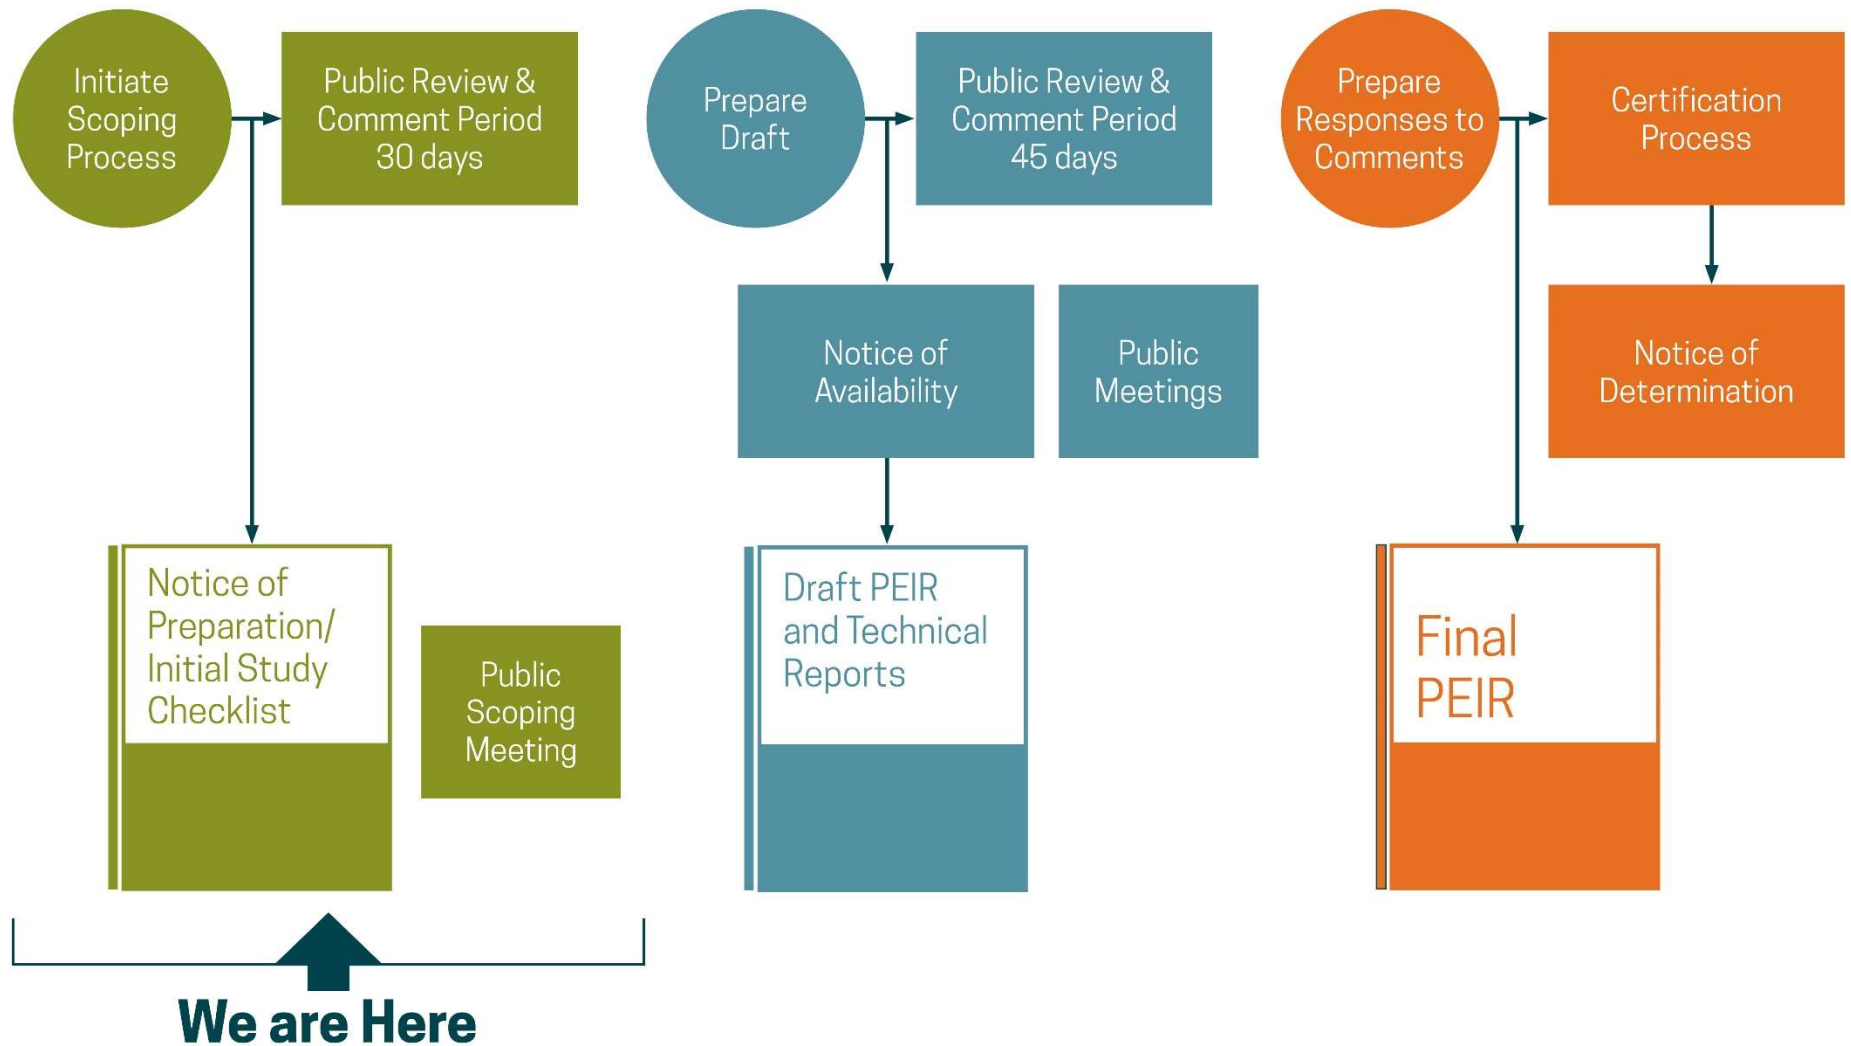 Initiate
Scoping
Process
Public Review &
Comment Period
30 days
Notice of
Preparation/
Initial Study
Checklist
Public
Scoping
Meeting
We are Here
Prepare
Draft
Public Review &
Comment Period
45 days
Notice of
Availability
Public
Meetings
Draft PEIR
and Technical
Reports
Prepare
Responses to
Comments
Certification
Process
Notice of
Determination
Final
PEIR